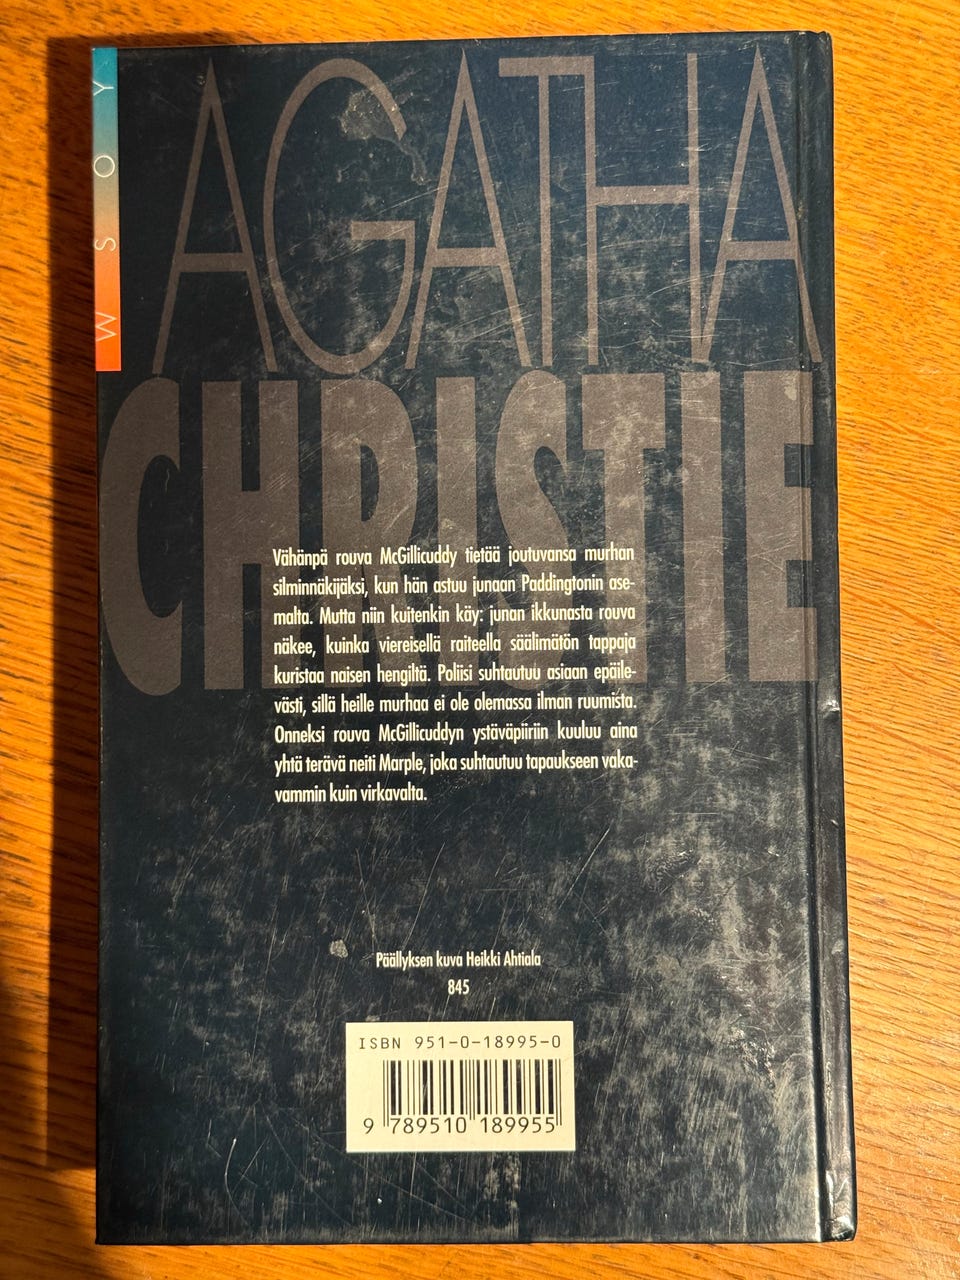 WSOY
AGATHA
CHRISTIE
Vähänpä rouva McGillicuddy tietää joutuvansa murhan
silminnäkijäksi, kun hän astuu junaan Paddingtonin ase-
malta. Mutta niin kuitenkin käy: junan ikkunasta rouva
näkee, kuinka viereisellä raiteella säälimätön tappaja
kuristaa naisen hengiltä. Poliisi suhtautuu asiaan epäile-
västi, sillä heille murhaa ei ole olemassa ilman ruumista.
Onneksi rouva McGillicuddyn ystäväpiiriin kuuluu aina
yhtä terävä neiti Marple, joka suhtautuu tapaukseen vaka-
vammin kuin virkavalta.
Päällyksen kuva Heikki Ahtiala
845
ISBN 951-0-18995-0
9 789510 189955